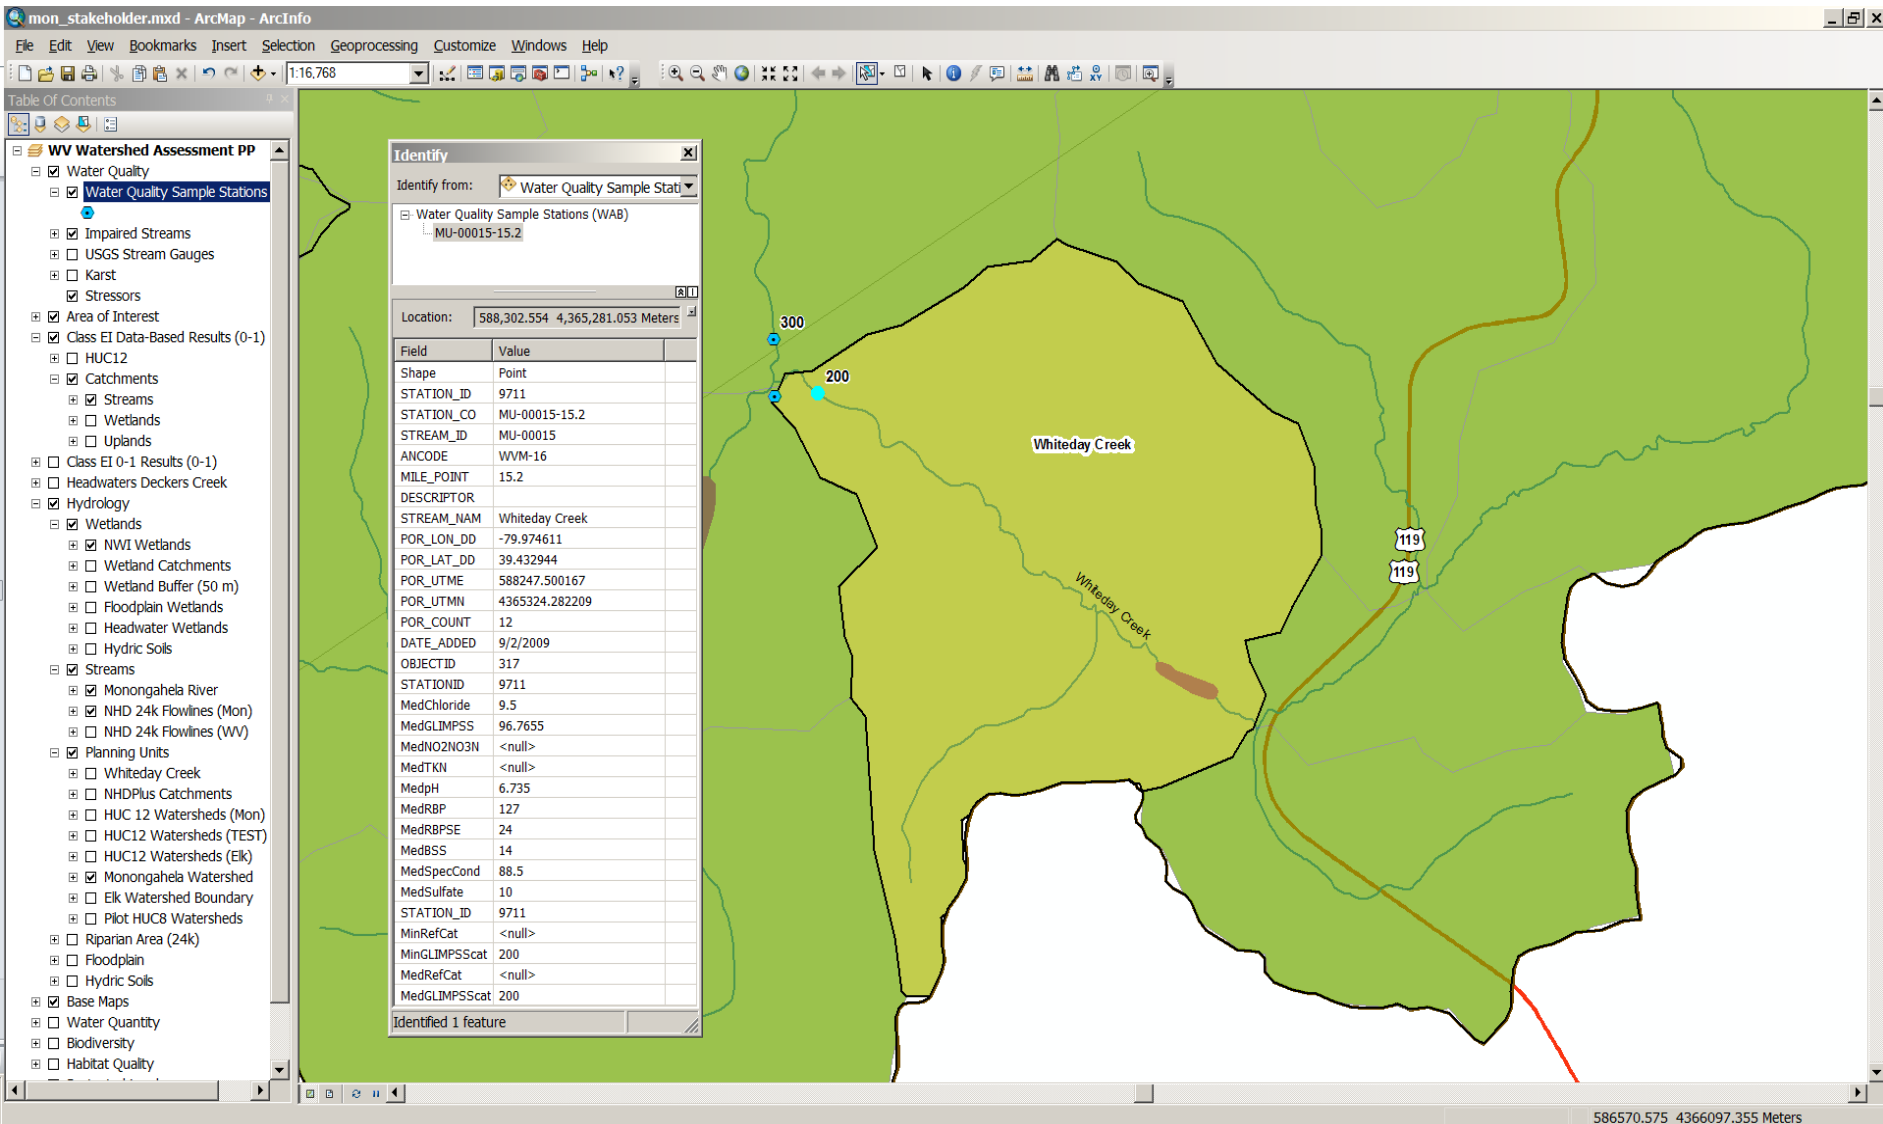 mon_stakeholder.mxd - ArcMap - ArcInfo
File Edit View Bookmarks Insert Selection Geoprocessing Customize Windows Help
1:16,768
Table Of Contents
WV Watershed Assessment PP
Water Quality
Water Quality Sample Stations
Impaired Streams
USGS Stream Gauges
Karst
Stressors
Area of Interest
Class EI Data-Based Results (0-1)
HUC12
Catchments
Streams
Wetlands
Uplands
Class EI 0-1 Results (0-1)
Headwaters Deckers Creek
Hydrology
Wetlands
NWI Wetlands
Wetland Catchments
Wetland Buffer (50 m)
Floodplain Wetlands
Headwater Wetlands
Hydric Soils
Streams
Monongahela River
NHD 24k Flowlines (Mon)
NHD 24k Flowlines (WV)
Planning Units
Whiteday Creek
NHDPlus Catchments
HUC 12 Watersheds (Mon)
HUC12 Watersheds (TEST)
HUC12 Watersheds (Elk)
Monongahela Watershed
Elk Watershed Boundary
Pilot HUC8 Watersheds
Riparian Area (24k)
Floodplain
Hydric Soils
Base Maps
Water Quantity
Biodiversity
Habitat Quality
Identify
Identify from: Water Quality Sample Stati
Water Quality Sample Stations (WAB)
MU-00015-15.2
Location: 588,302.554 4,365,281.053 Meters
Field Value
Shape Point
STATION_ID 9711
STATION_CO MU-00015-15.2
STREAM_ID MU-00015
ANCODE WVM-16
MILE_POINT 15.2
DESCRIPTOR
STREAM_NAM Whiteday Creek
POR_LON_DD -79.974611
POR_LAT_DD 39.432944
POR_UTME 588247.500167
POR_UTMN 4365324.282209
POR_COUNT 12
DATE_ADDED 9/2/2009
OBJECTID 317
STATIONID 9711
MedChloride 9.5
MedGLIMPSS 96.7655
MedNO2NO3N <null>
MedTKN <null>
MedpH 6.735
MedRBP 127
MedRBPSE 24
MedBSS 14
MedSpecCond 88.5
MedSulfate 10
STATION_ID 9711
MinRefCat <null>
MinGLIMPSScat 200
MedRefCat <null>
MedGLIMPSScat 200
Identified 1 feature
300
200
Whiteday Creek
Whiteday Creek
119
119
586570.575 4366097.355 Meters